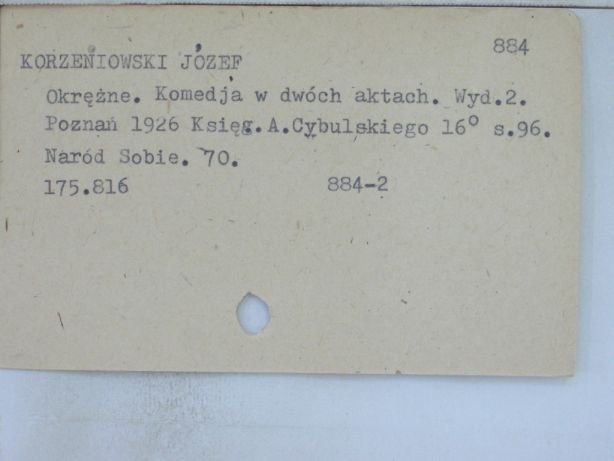 884
KORZENIOWSKI JÓZEF
Okrężne. Komedja w dwóch aktach. Wyd.2.
Poznań 1926 Księg.A.Cybulskiego 16° s.96.
Naród Sobie. 70.
175.816 884-2